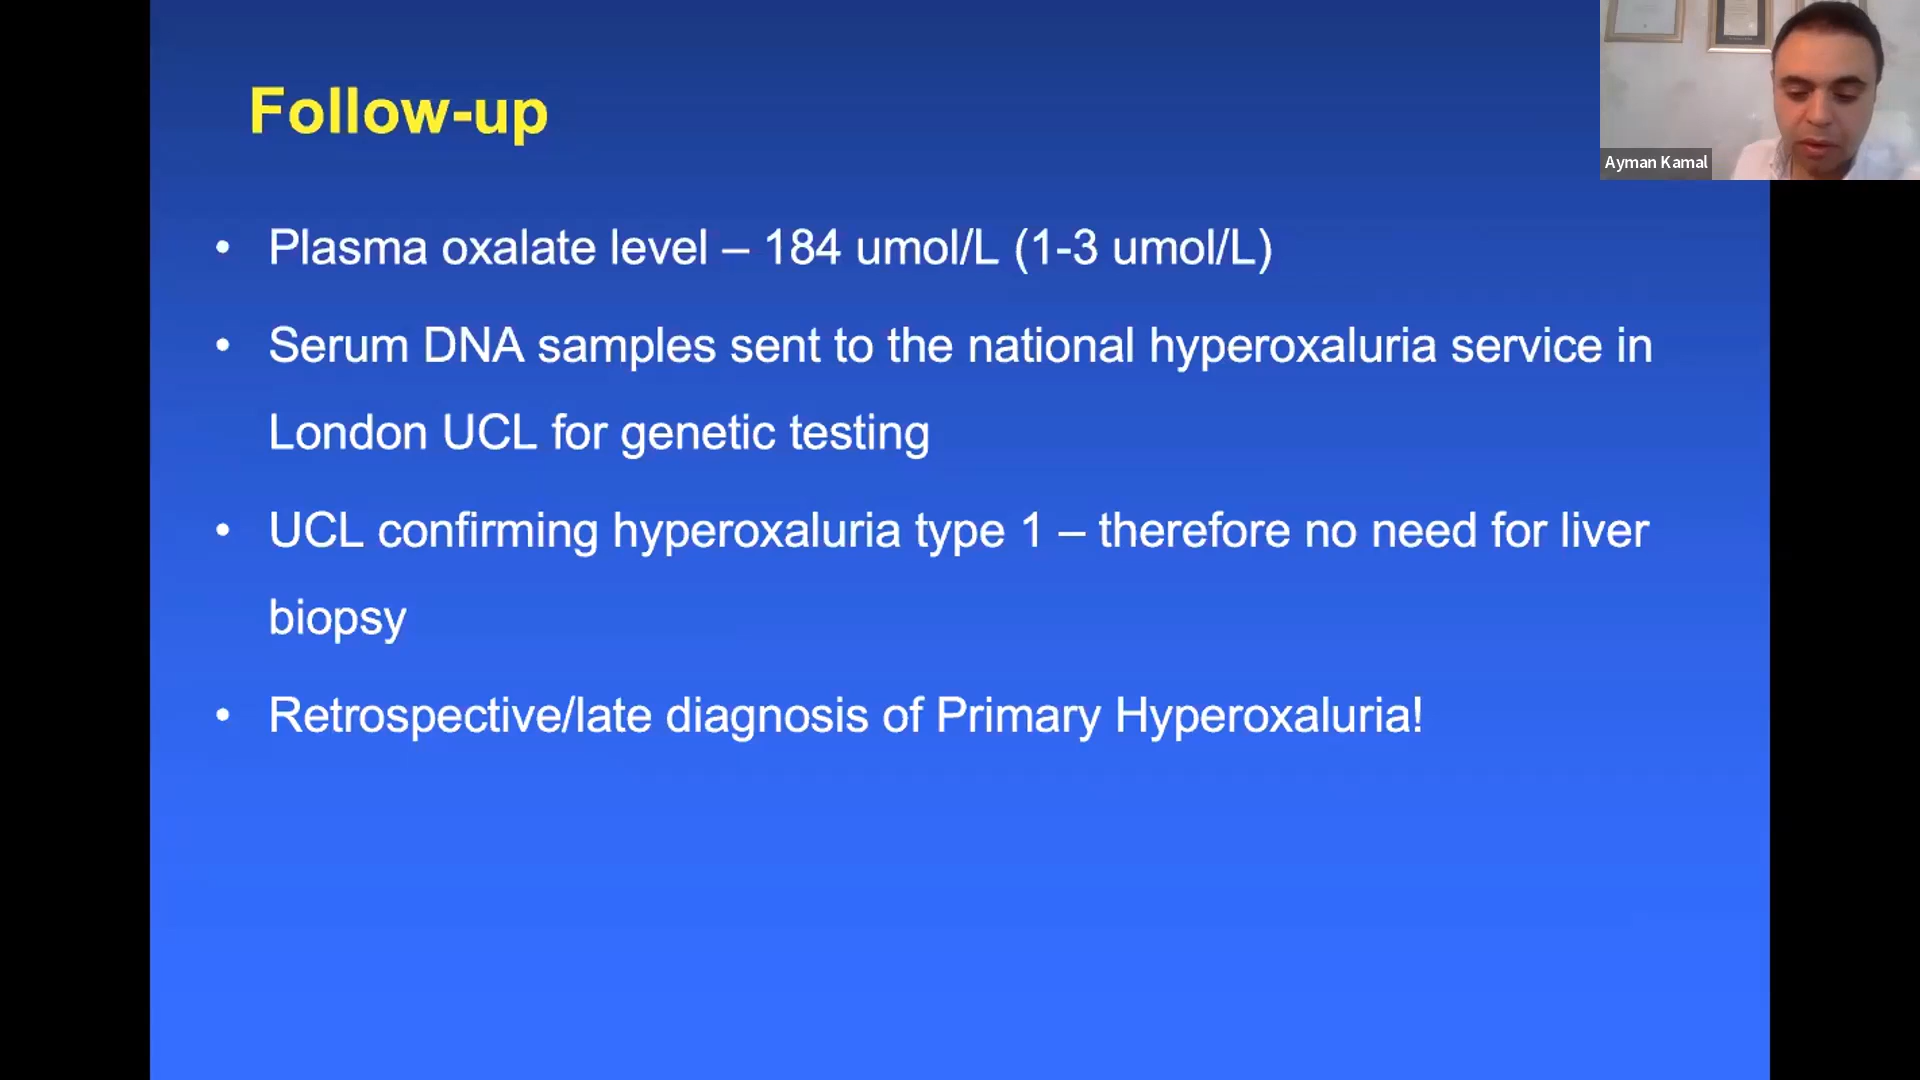 Follow-up
Ayman Kamal
• Plasma oxalate level – 184 umol/L (1-3 umol/L)
• Serum DNA samples sent to the national hyperoxaluria service in
London UCL for genetic testing
• UCL confirming hyperoxaluria type 1 – therefore no need for liver
biopsy
• Retrospective/late diagnosis of Primary Hyperoxaluria!